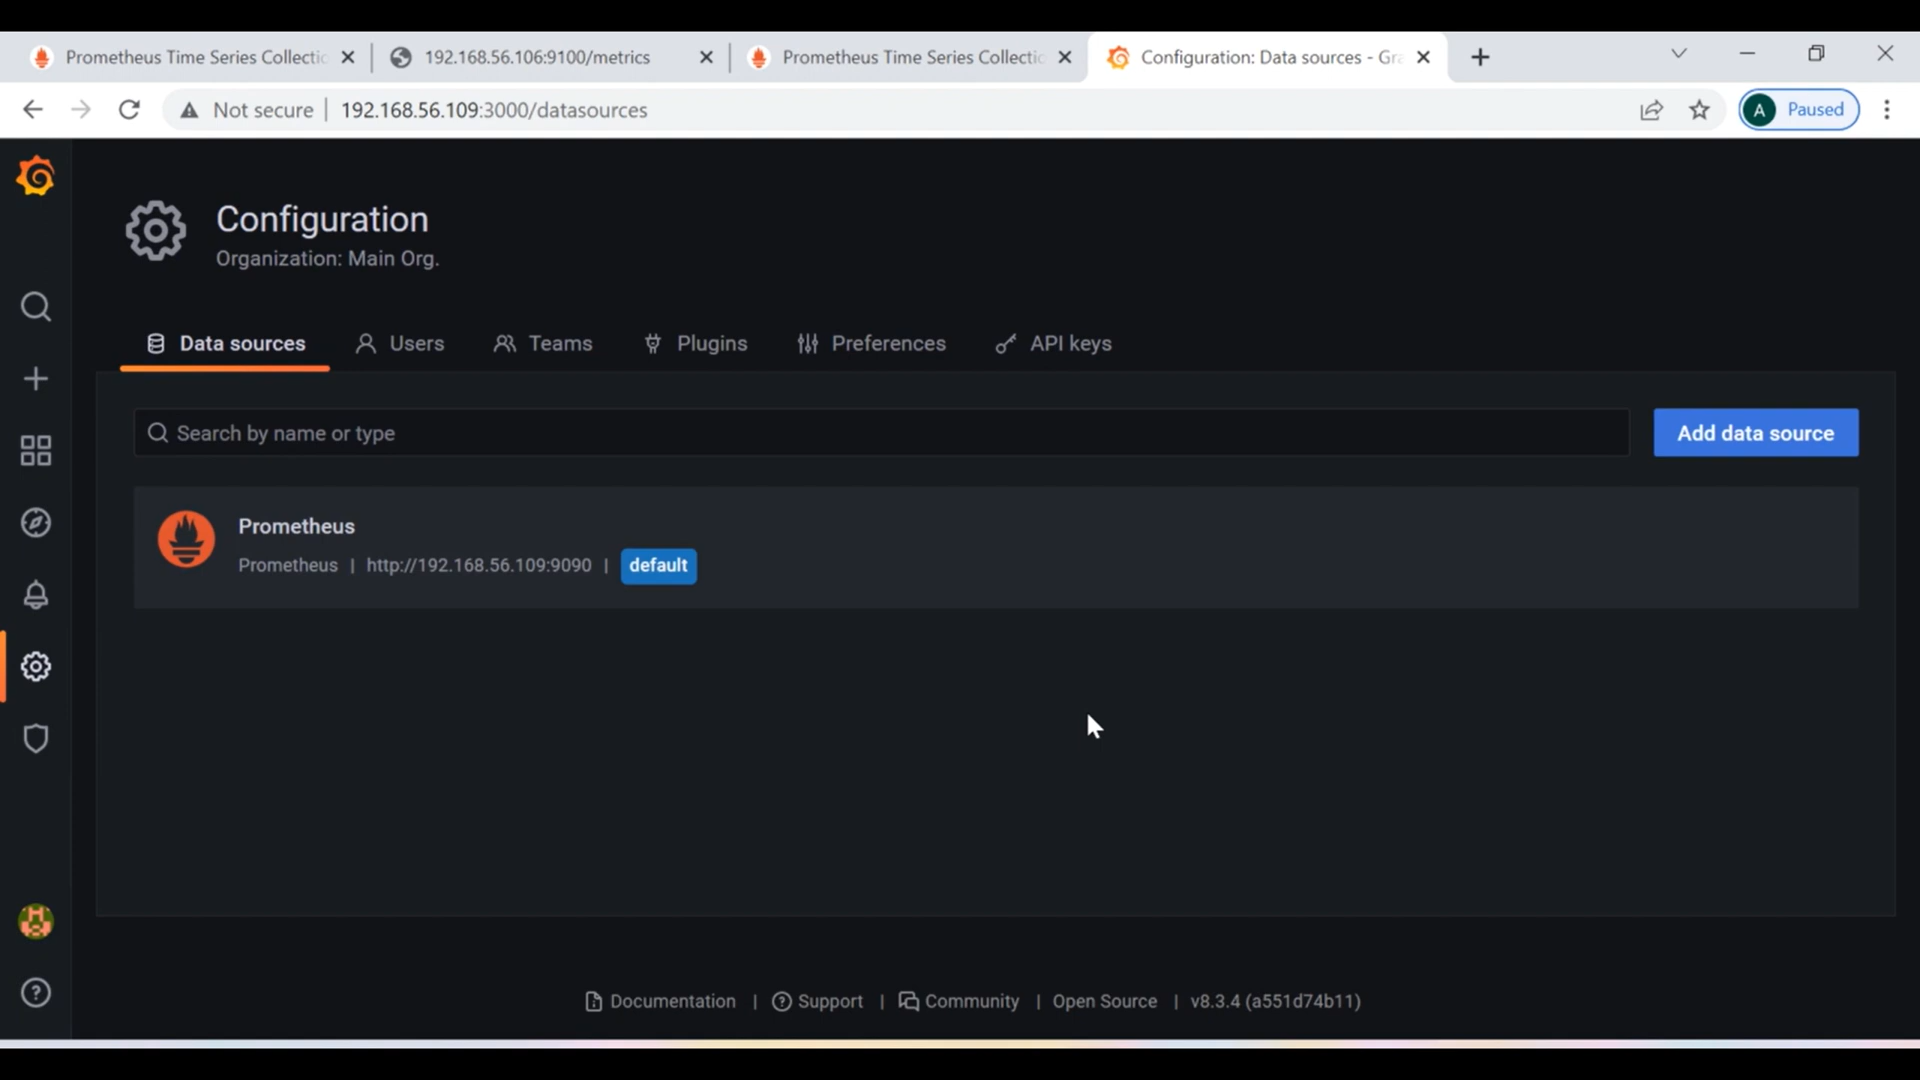 Prometheus Time Series Collectic
192.168.56.106:9100/metrics
Prometheus Time Series Collectic
Configuration: Data sources - Gra
Not secure | 192.168.56.109:3000/datasources
A Paused
Configuration
Organization: Main Org.
Data sources Users Teams Plugins Preferences API keys
Search by name or type
Add data source
Prometheus
Prometheus | http://192.168.56.109:9090 | default
Documentation | Support | Community | Open Source | v8.3.4 (a551d74b11)